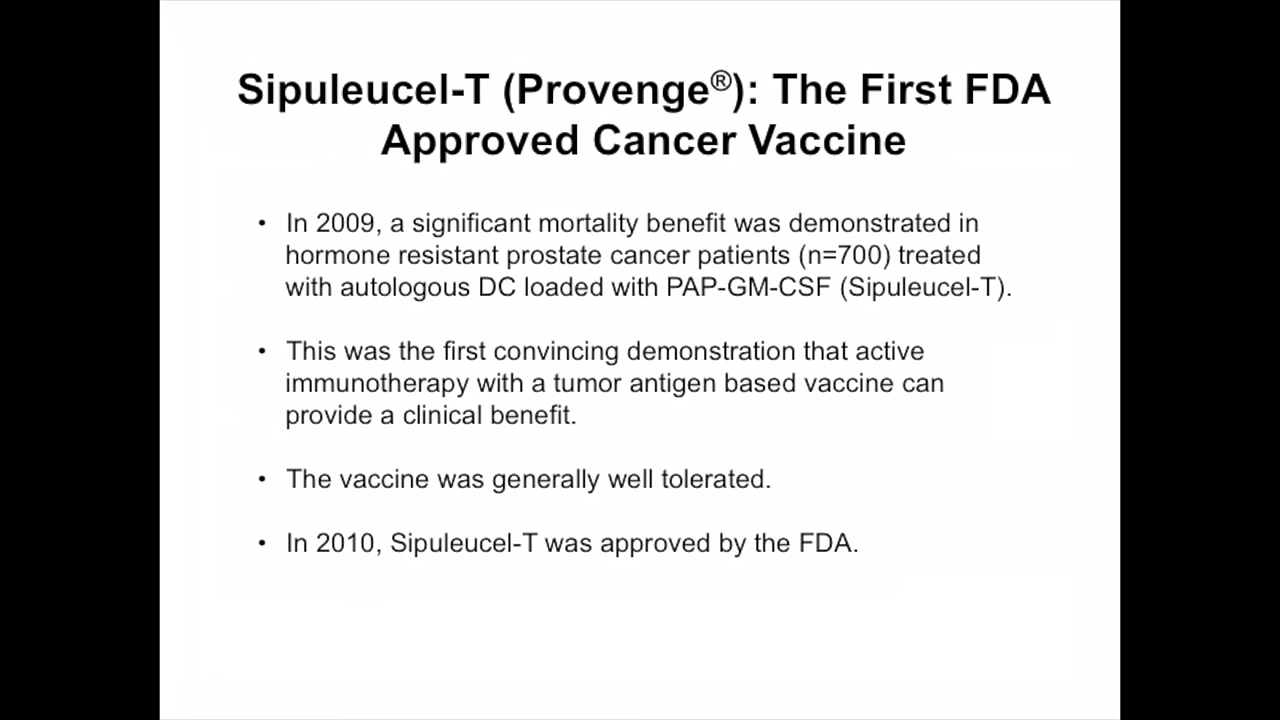 Sipuleucel-T (Provenge®): The First FDA
Approved Cancer Vaccine
• In 2009, a significant mortality benefit was demonstrated in
hormone resistant prostate cancer patients (n=700) treated
with autologous DC loaded with PAP-GM-CSF (Sipuleucel-T).
• This was the first convincing demonstration that active
immunotherapy with a tumor antigen based vaccine can
provide a clinical benefit.
• The vaccine was generally well tolerated.
• In 2010, Sipuleucel-T was approved by the FDA.